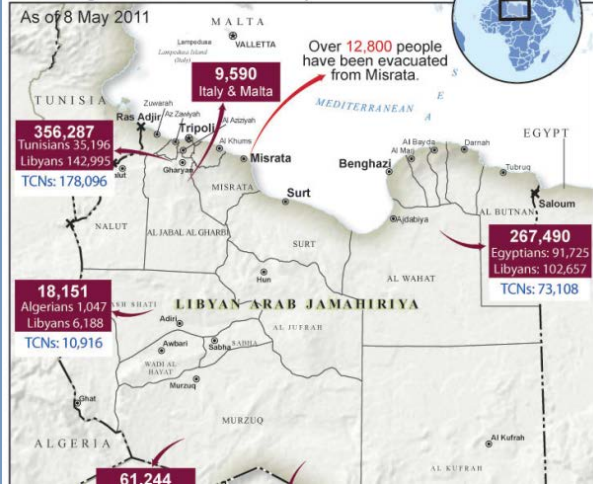 As of 8 May 2011
MALTA
Lampedusa
Lampedusa Island
(Italy)
VALLETTA
Over 12,800 people
have been evacuated
from Misrata.
9,590
Italy & Malta
MEDITERRANEAN
SEA
TUNISIA
Ras Adjir
Zuwarah
Az Zawiyah
Tripoli
Al Aziziyah
Al Khums
Misrata
Gharyan
356,287
Tunisians 35,196
Libyans 142,995
TCNs: 178,096
Nalut
Benghazi
Al Marj
Al Bayda
Darnah
Tubruq
EGYPT
Saloum
MISRATA
Surt
Ajdabiya
AL BUTNAN
NALUT
AL JABAL AL GHARBI
SURT
267,490
Egyptians: 91,725
Libyans: 102,657
TCNs: 73,108
Hun
AL WAHAT
18,151
Algerians 1,047
Libyans 6,188
TCNs: 10,916
ASH SHATI
LIBYAN ARAB JAMAHIRIYA
Adiri
AL JUFRAH
Awbari
Sabha
SABHA
WADI AL
HAYAT
Murzuq
Ghat
MURZUQ
ALGERIA
Al Kufrah
AL KUFRAH
61,244